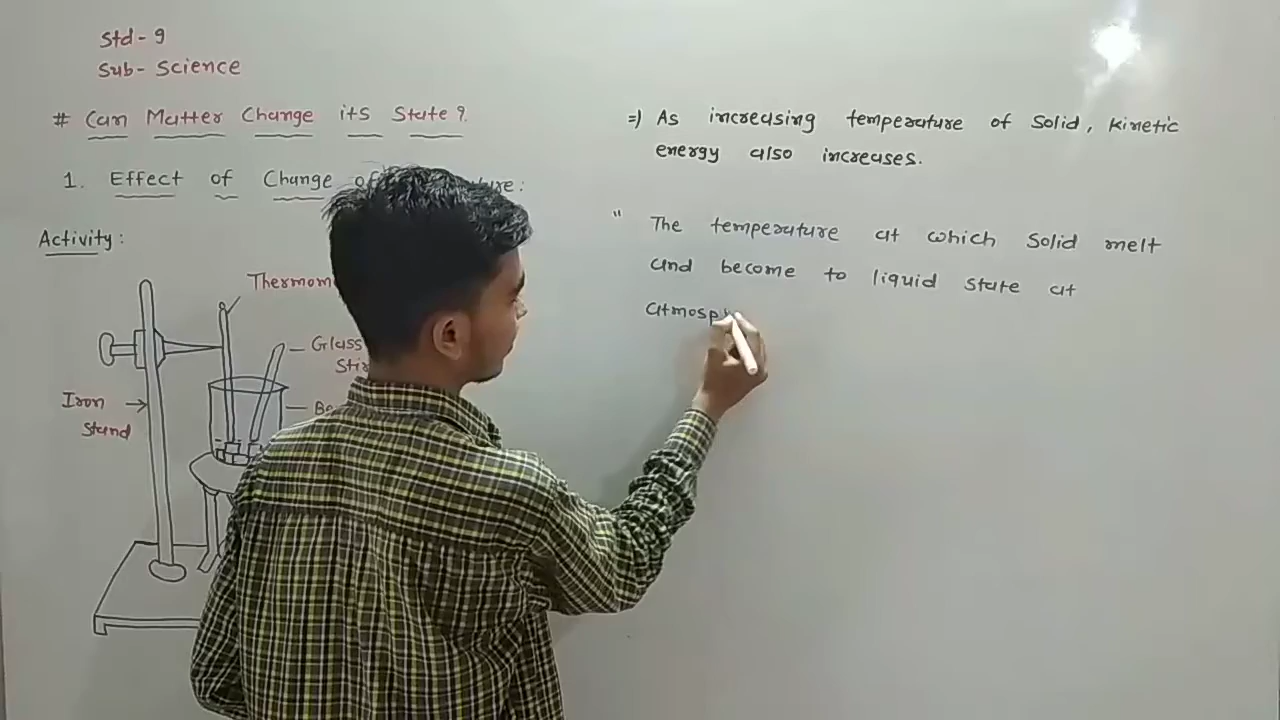 Std - 9
Sub - Science
# Can Matter Change its State ?
1. Effect of Change
Activity :
Glass
Iron
Stand
=) As increasing temperature of Solid, Kinetic
energy also increases.
" The temperature at which Solid melt
and become to liquid state at